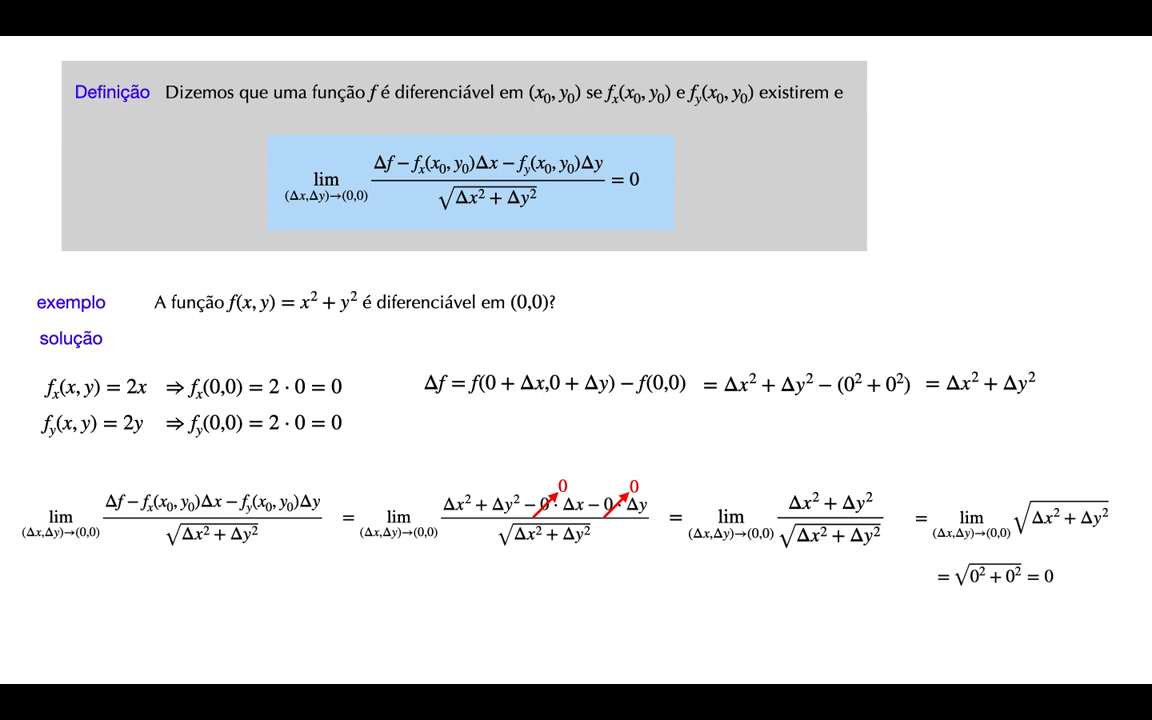 Definição Dizemos que uma função f é diferenciável em (x₀, y₀) se fₓ(x₀, y₀) e f_y(x₀, y₀) existirem e
lim_{(Δx,Δy)→(0,0)} (Δf − fₓ(x₀, y₀)Δx − f_y(x₀, y₀)Δy) / √(Δx² + Δy²) = 0
exemplo A função f(x, y) = x² + y² é diferenciável em (0,0)?
solução
fₓ(x, y) = 2x ⇒ fₓ(0,0) = 2 · 0 = 0
f_y(x, y) = 2y ⇒ f_y(0,0) = 2 · 0 = 0
Δf = f(0 + Δx,0 + Δy) − f(0,0) = Δx² + Δy² − (0² + 0²) = Δx² + Δy²
lim_{(Δx,Δy)→(0,0)} (Δf − fₓ(x₀, y₀)Δx − f_y(x₀, y₀)Δy) / √(Δx² + Δy²) = lim_{(Δx,Δy)→(0,0)} (Δx² + Δy² − 0 · Δx − 0 · Δy) / √(Δx² + Δy²) = lim_{(Δx,Δy)→(0,0)} (Δx² + Δy²) / √(Δx² + Δy²) = lim_{(Δx,Δy)→(0,0)} √(Δx² + Δy²)
0 0
= √(0² + 0²) = 0